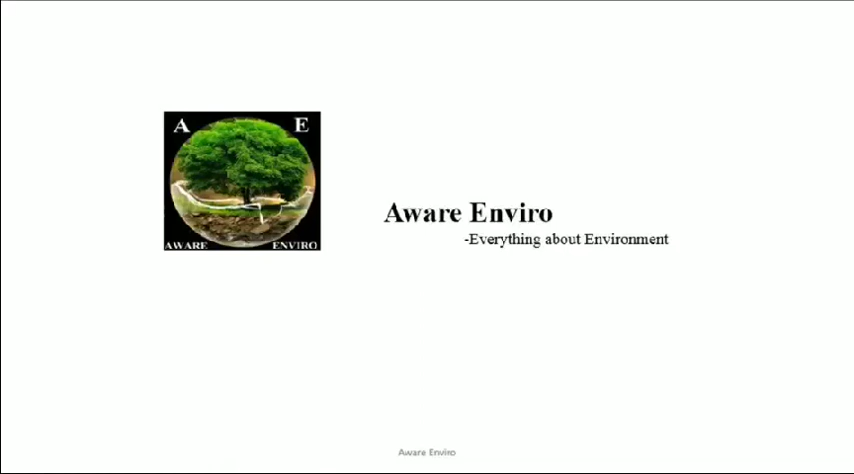 A E
AWARE ENVIRO
Aware Enviro
-Everything about Environment
Aware Enviro